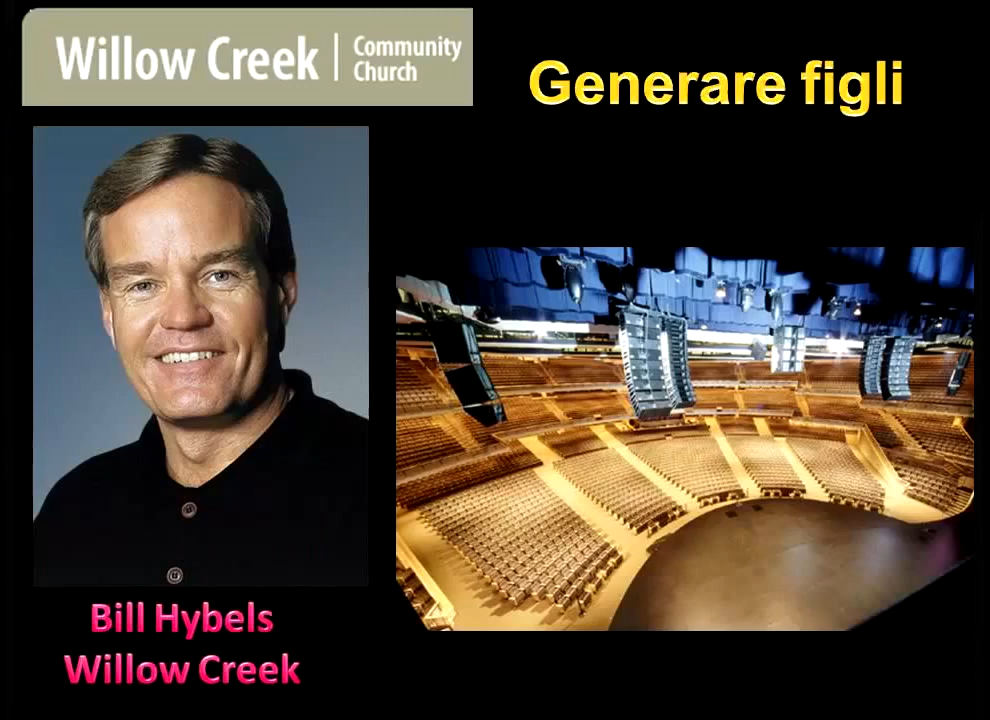 Willow Creek
Community
Church
Generare figli
Bill Hybels
Willow Creek